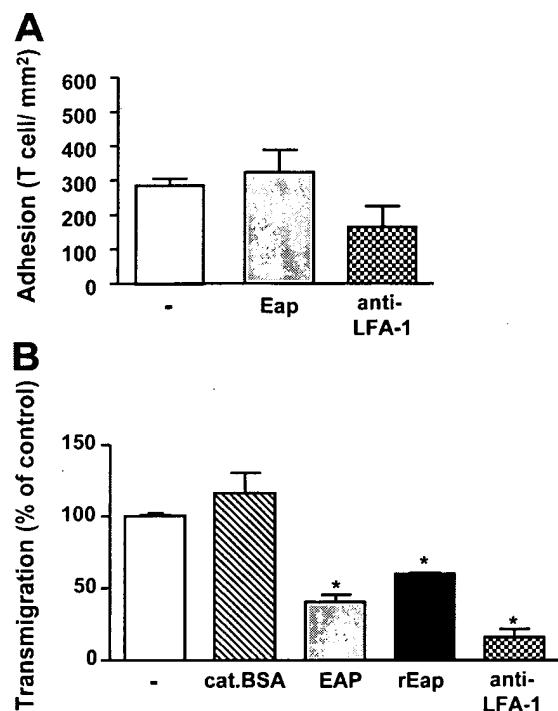 A
Adhesion (T cell/ mm²)
600
500
400
300
200
100
0
-
Eap
anti-
LFA-1
B
Transmigration (% of control)
150
100
50
0
*
*
*
-
cat.BSA
EAP
rEap
anti-
LFA-1